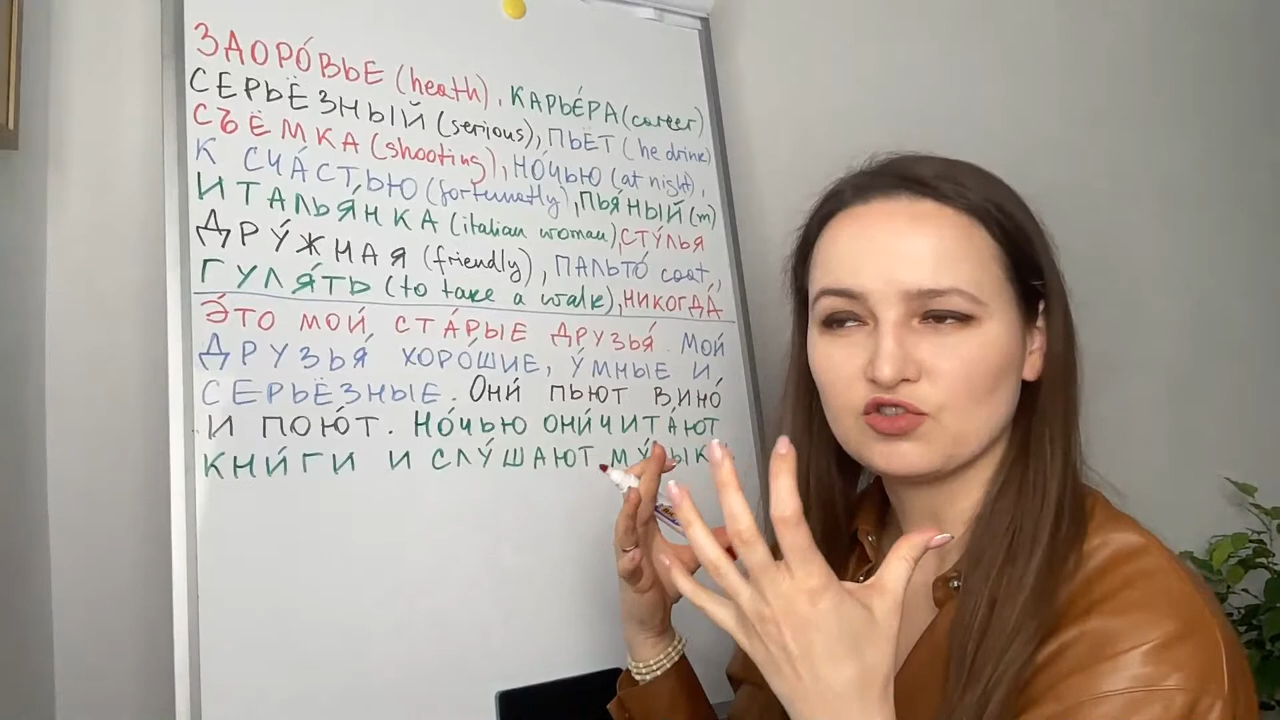 ЗДОРО́ВЬЕ (heath), КАРЬЕ́РА (career)
СЕРЬЁЗНЫЙ (serious), ПЬЁТ (he drink)
СЪЁМКА (shooting), НО́ЧЬЮ (at night),
К СЧА́СТЬЮ (fortunatly), ПЬЯ́НЫЙ (m)
ИТАЛЬЯ́НКА (italian woman), СТУ́ЛЬЯ
ДРУ́ЖНАЯ (friendly), ПАЛЬТО́ coat,
ГУЛЯ́ТЬ (to take a walk), НИКОГДА́
Э́ТО МОИ́ СТА́РЫЕ ДРУЗЬЯ́. МОИ́
ДРУЗЬЯ́ ХОРО́ШИЕ, У́МНЫЕ И
СЕРЬЁЗНЫЕ. ОНИ́ ПЬЮТ ВИНО́
И ПОЮ́Т. НО́ЧЬЮ ОНИ́ ЧИТА́ЮТ
КНИ́ГИ И СЛУ́ШАЮТ